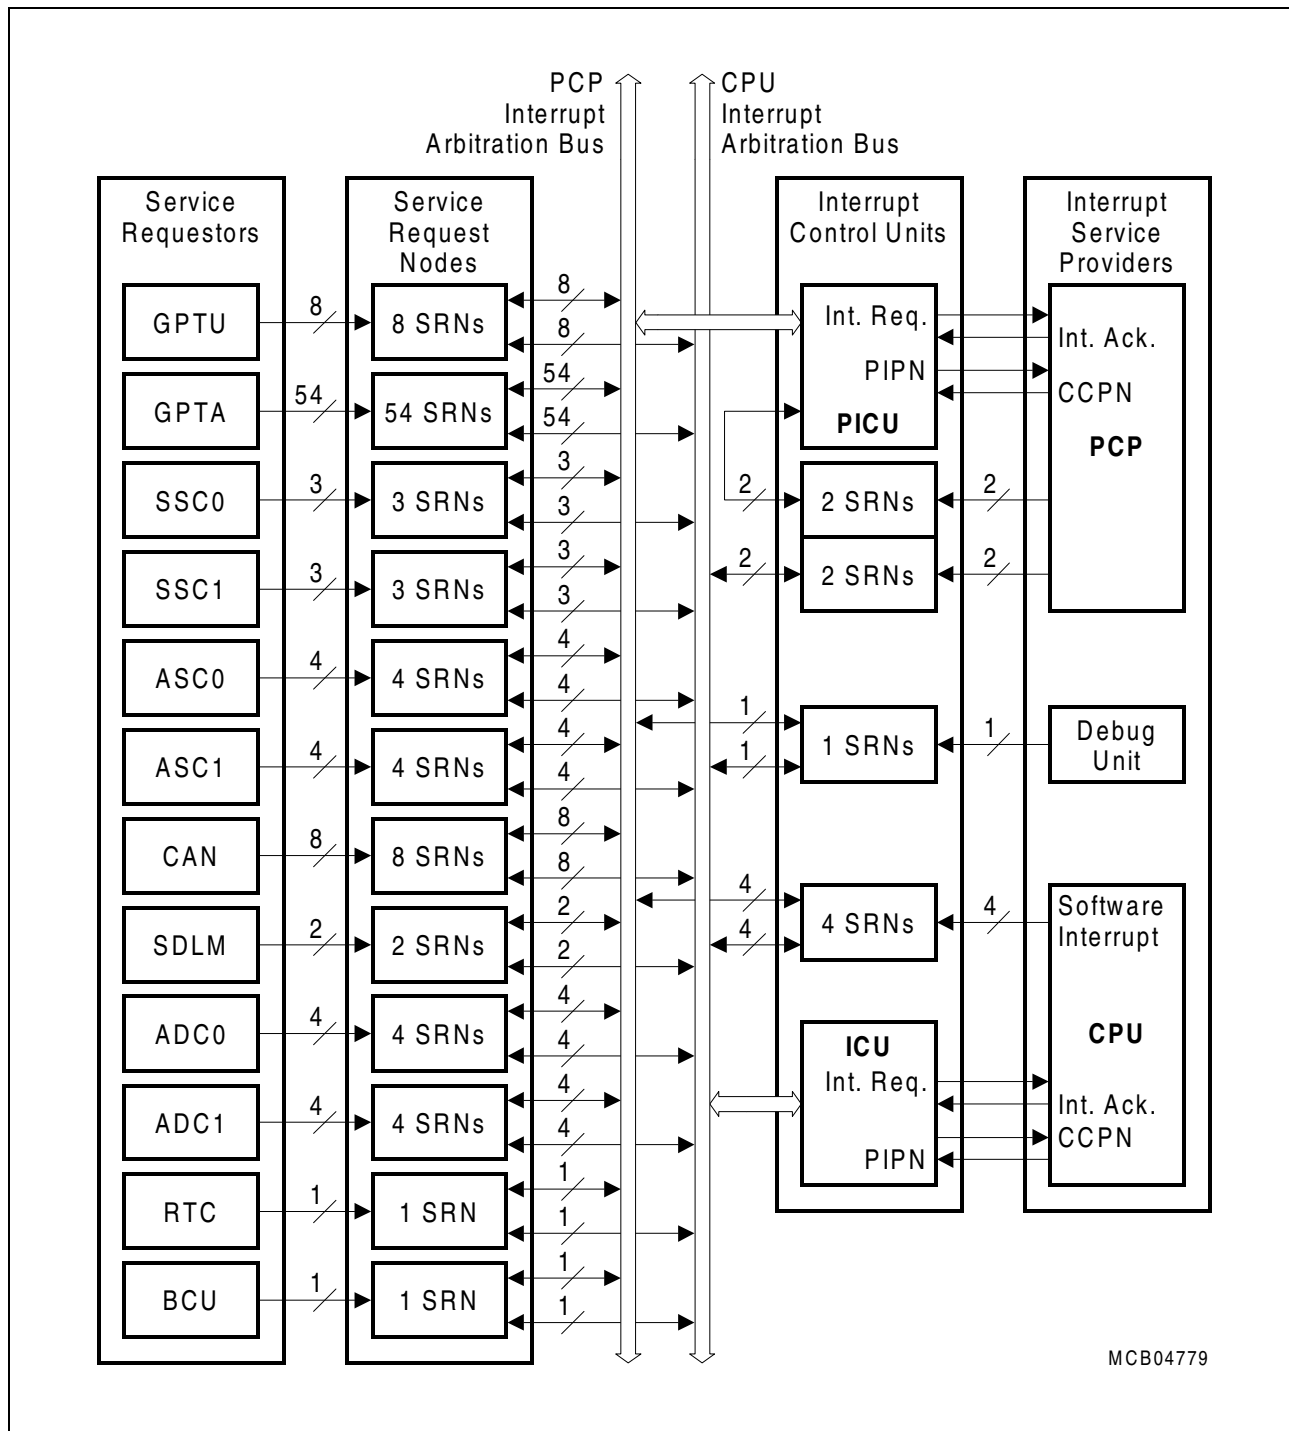 PCP
Interrupt
Arbitration Bus
CPU
Interrupt
Arbitration Bus
Service
Requestors
Service
Request
Nodes
Interrupt
Control Units
Interrupt
Service
Providers
GPTU
8
8 SRNs
8
8
GPTA
54
54 SRNs
54
54
SSC0
3
3 SRNs
3
3
SSC1
3
3 SRNs
3
3
ASC0
4
4 SRNs
4
4
ASC1
4
4 SRNs
4
4
CAN
8
8 SRNs
8
8
SDLM
2
2 SRNs
2
2
ADC0
4
4 SRNs
4
4
ADC1
4
4 SRNs
4
4
RTC
1
1 SRN
1
1
BCU
1
1 SRN
1
1
Int. Req.
PIPN
PICU
Int. Ack.
CCPN
PCP
2
2 SRNs
2
2
2 SRNs
2
1
1
1 SRNs
1
Debug
Unit
4
4
4 SRNs
4
Software
Interrupt
CPU
ICU
Int. Req.
PIPN
Int. Ack.
CCPN
MCB04779